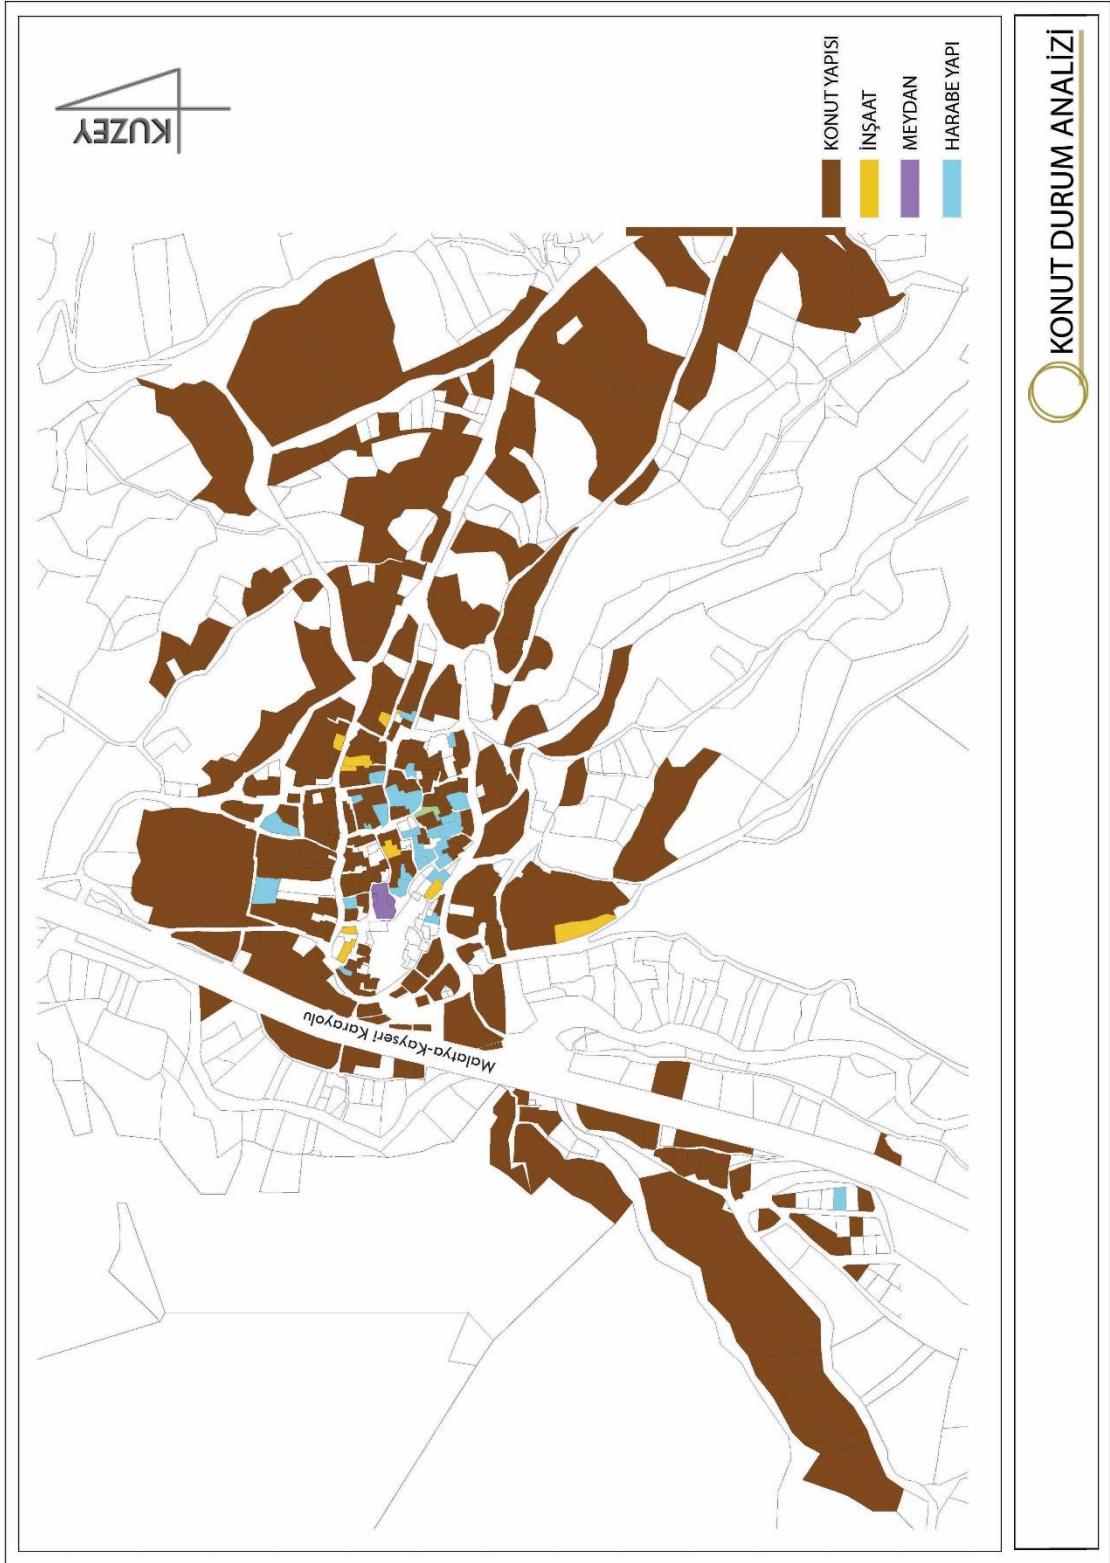 KONUT DURUM ANALİZİ
KUZEY
KONUT YAPISI
İNŞAAT
MEYDAN
HARABE YAPI
Malatya-Kayseri Karayolu